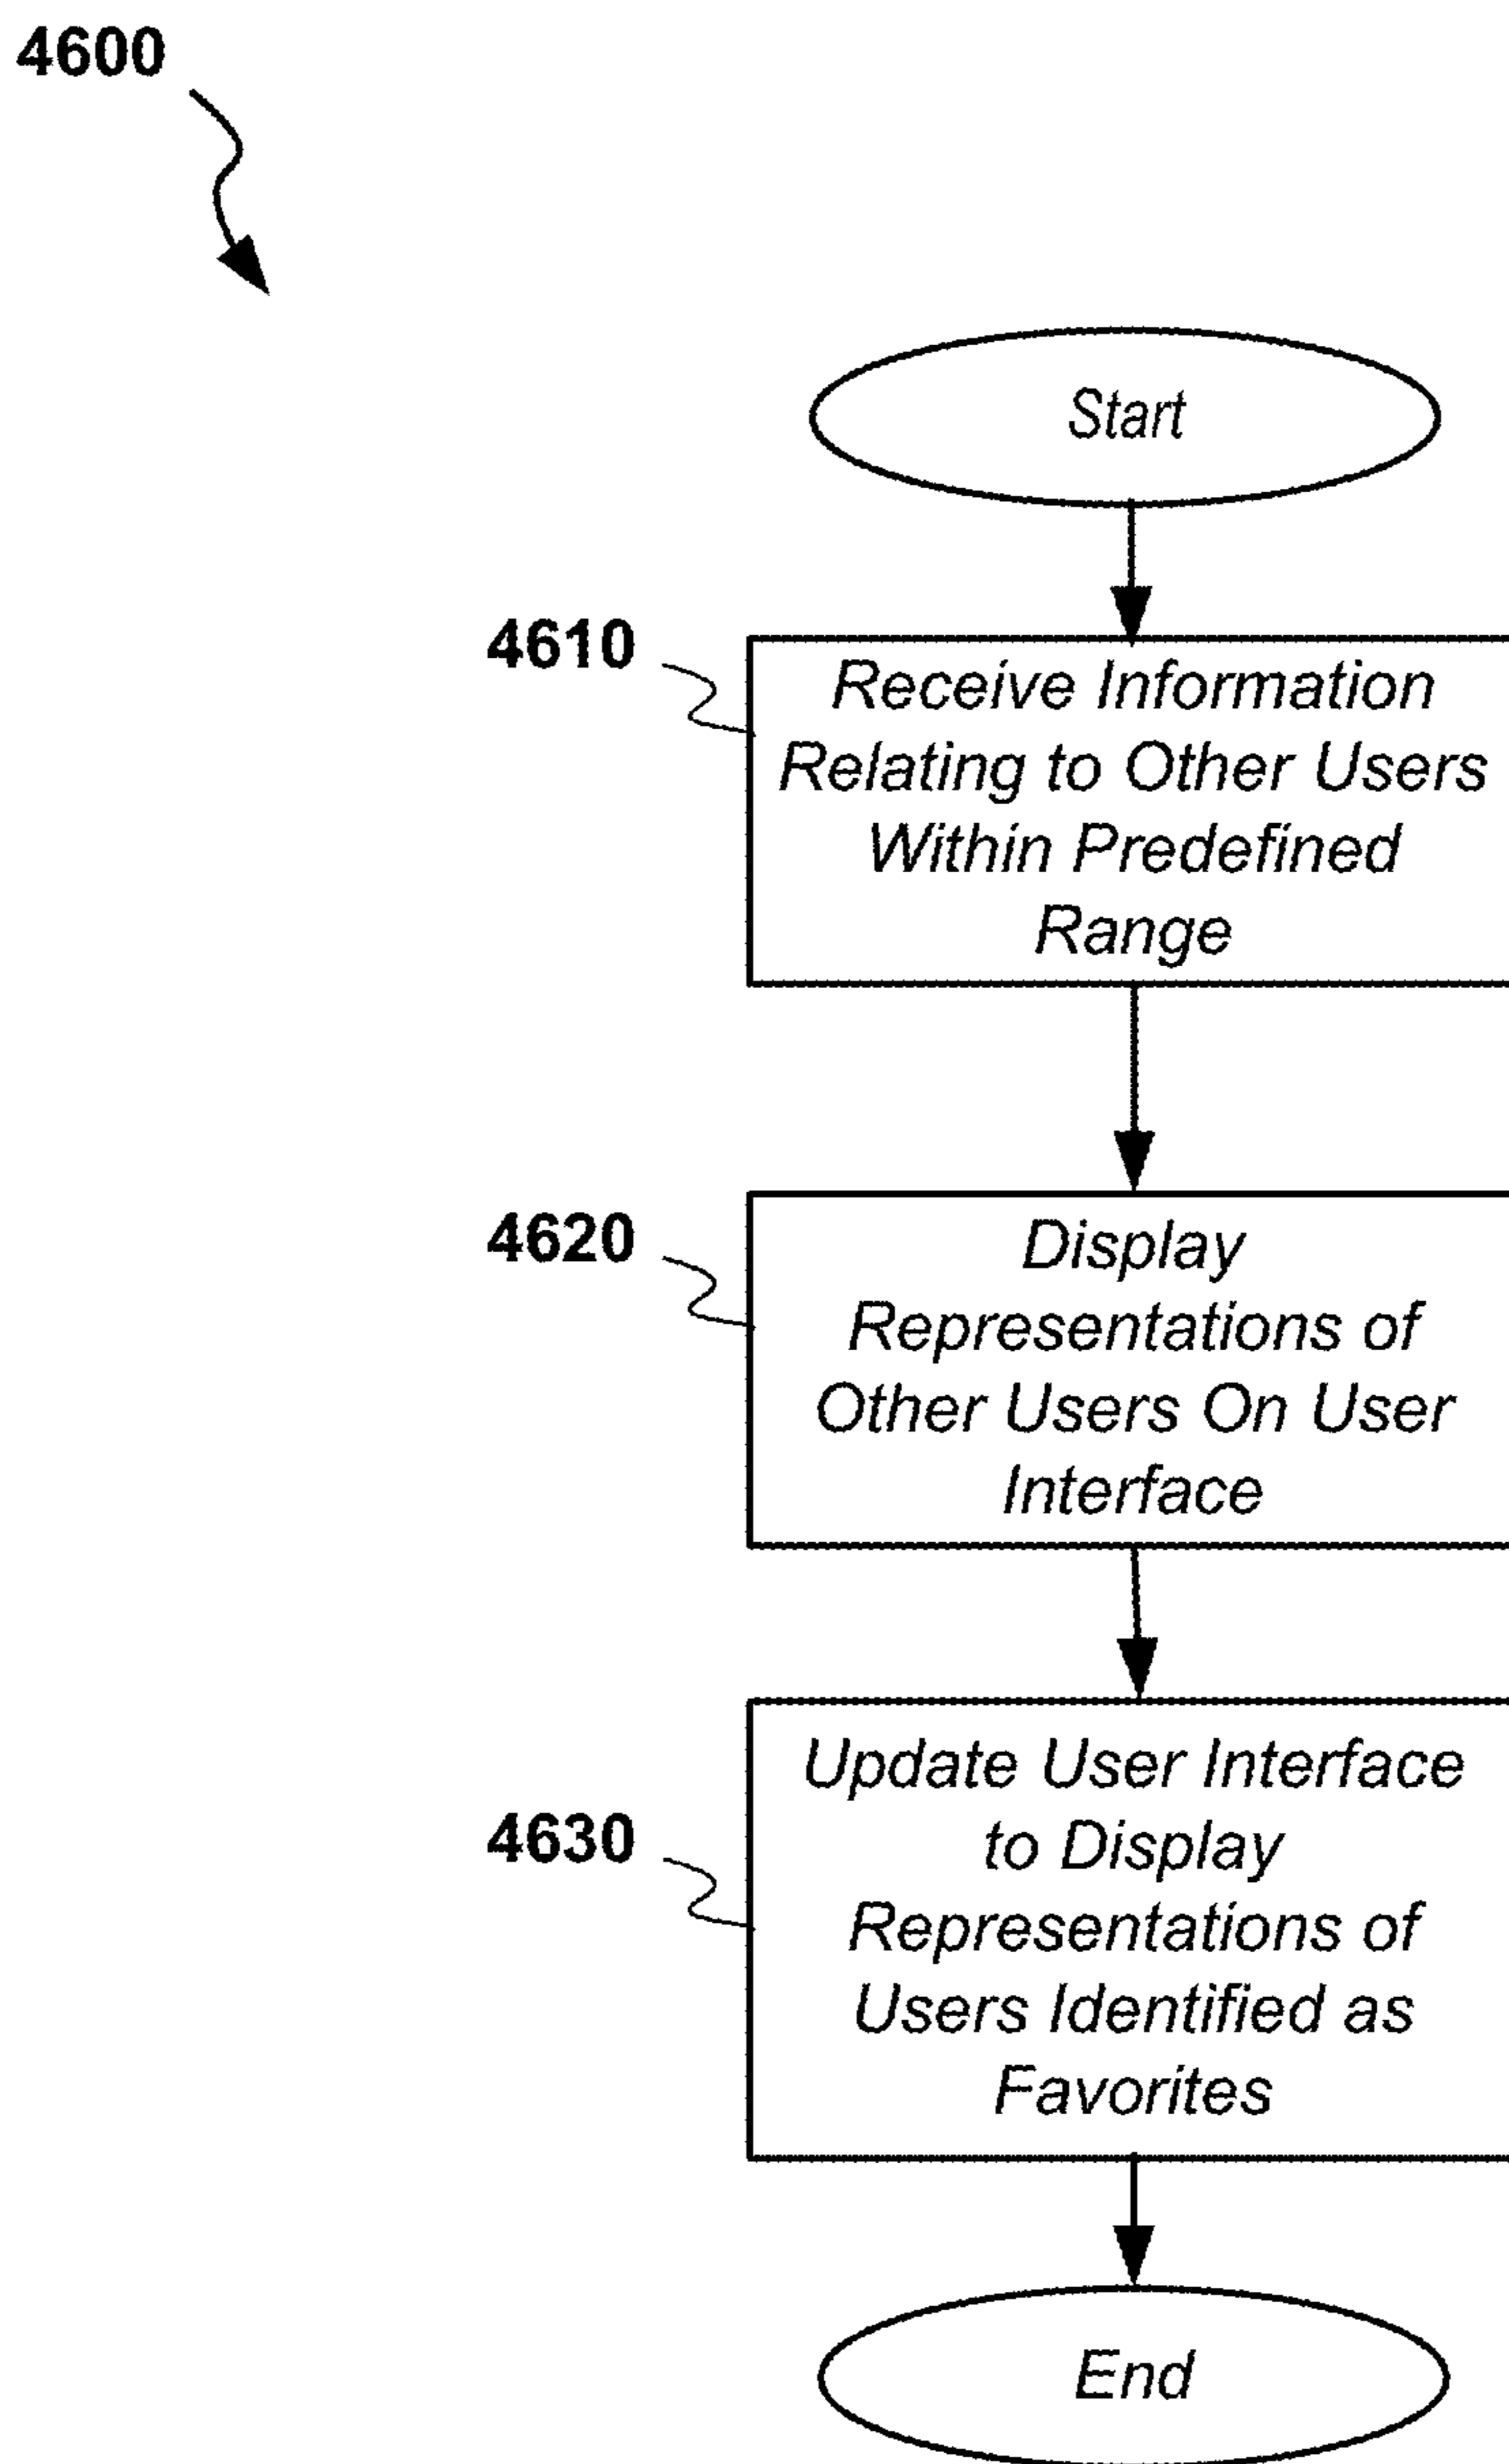 4600
Start
4610
Receive Information
Relating to Other Users
Within Predefined
Range
4620
Display
Representations of
Other Users On User
Interface
4630
Update User Interface
to Display
Representations of
Users Identified as
Favorites
End